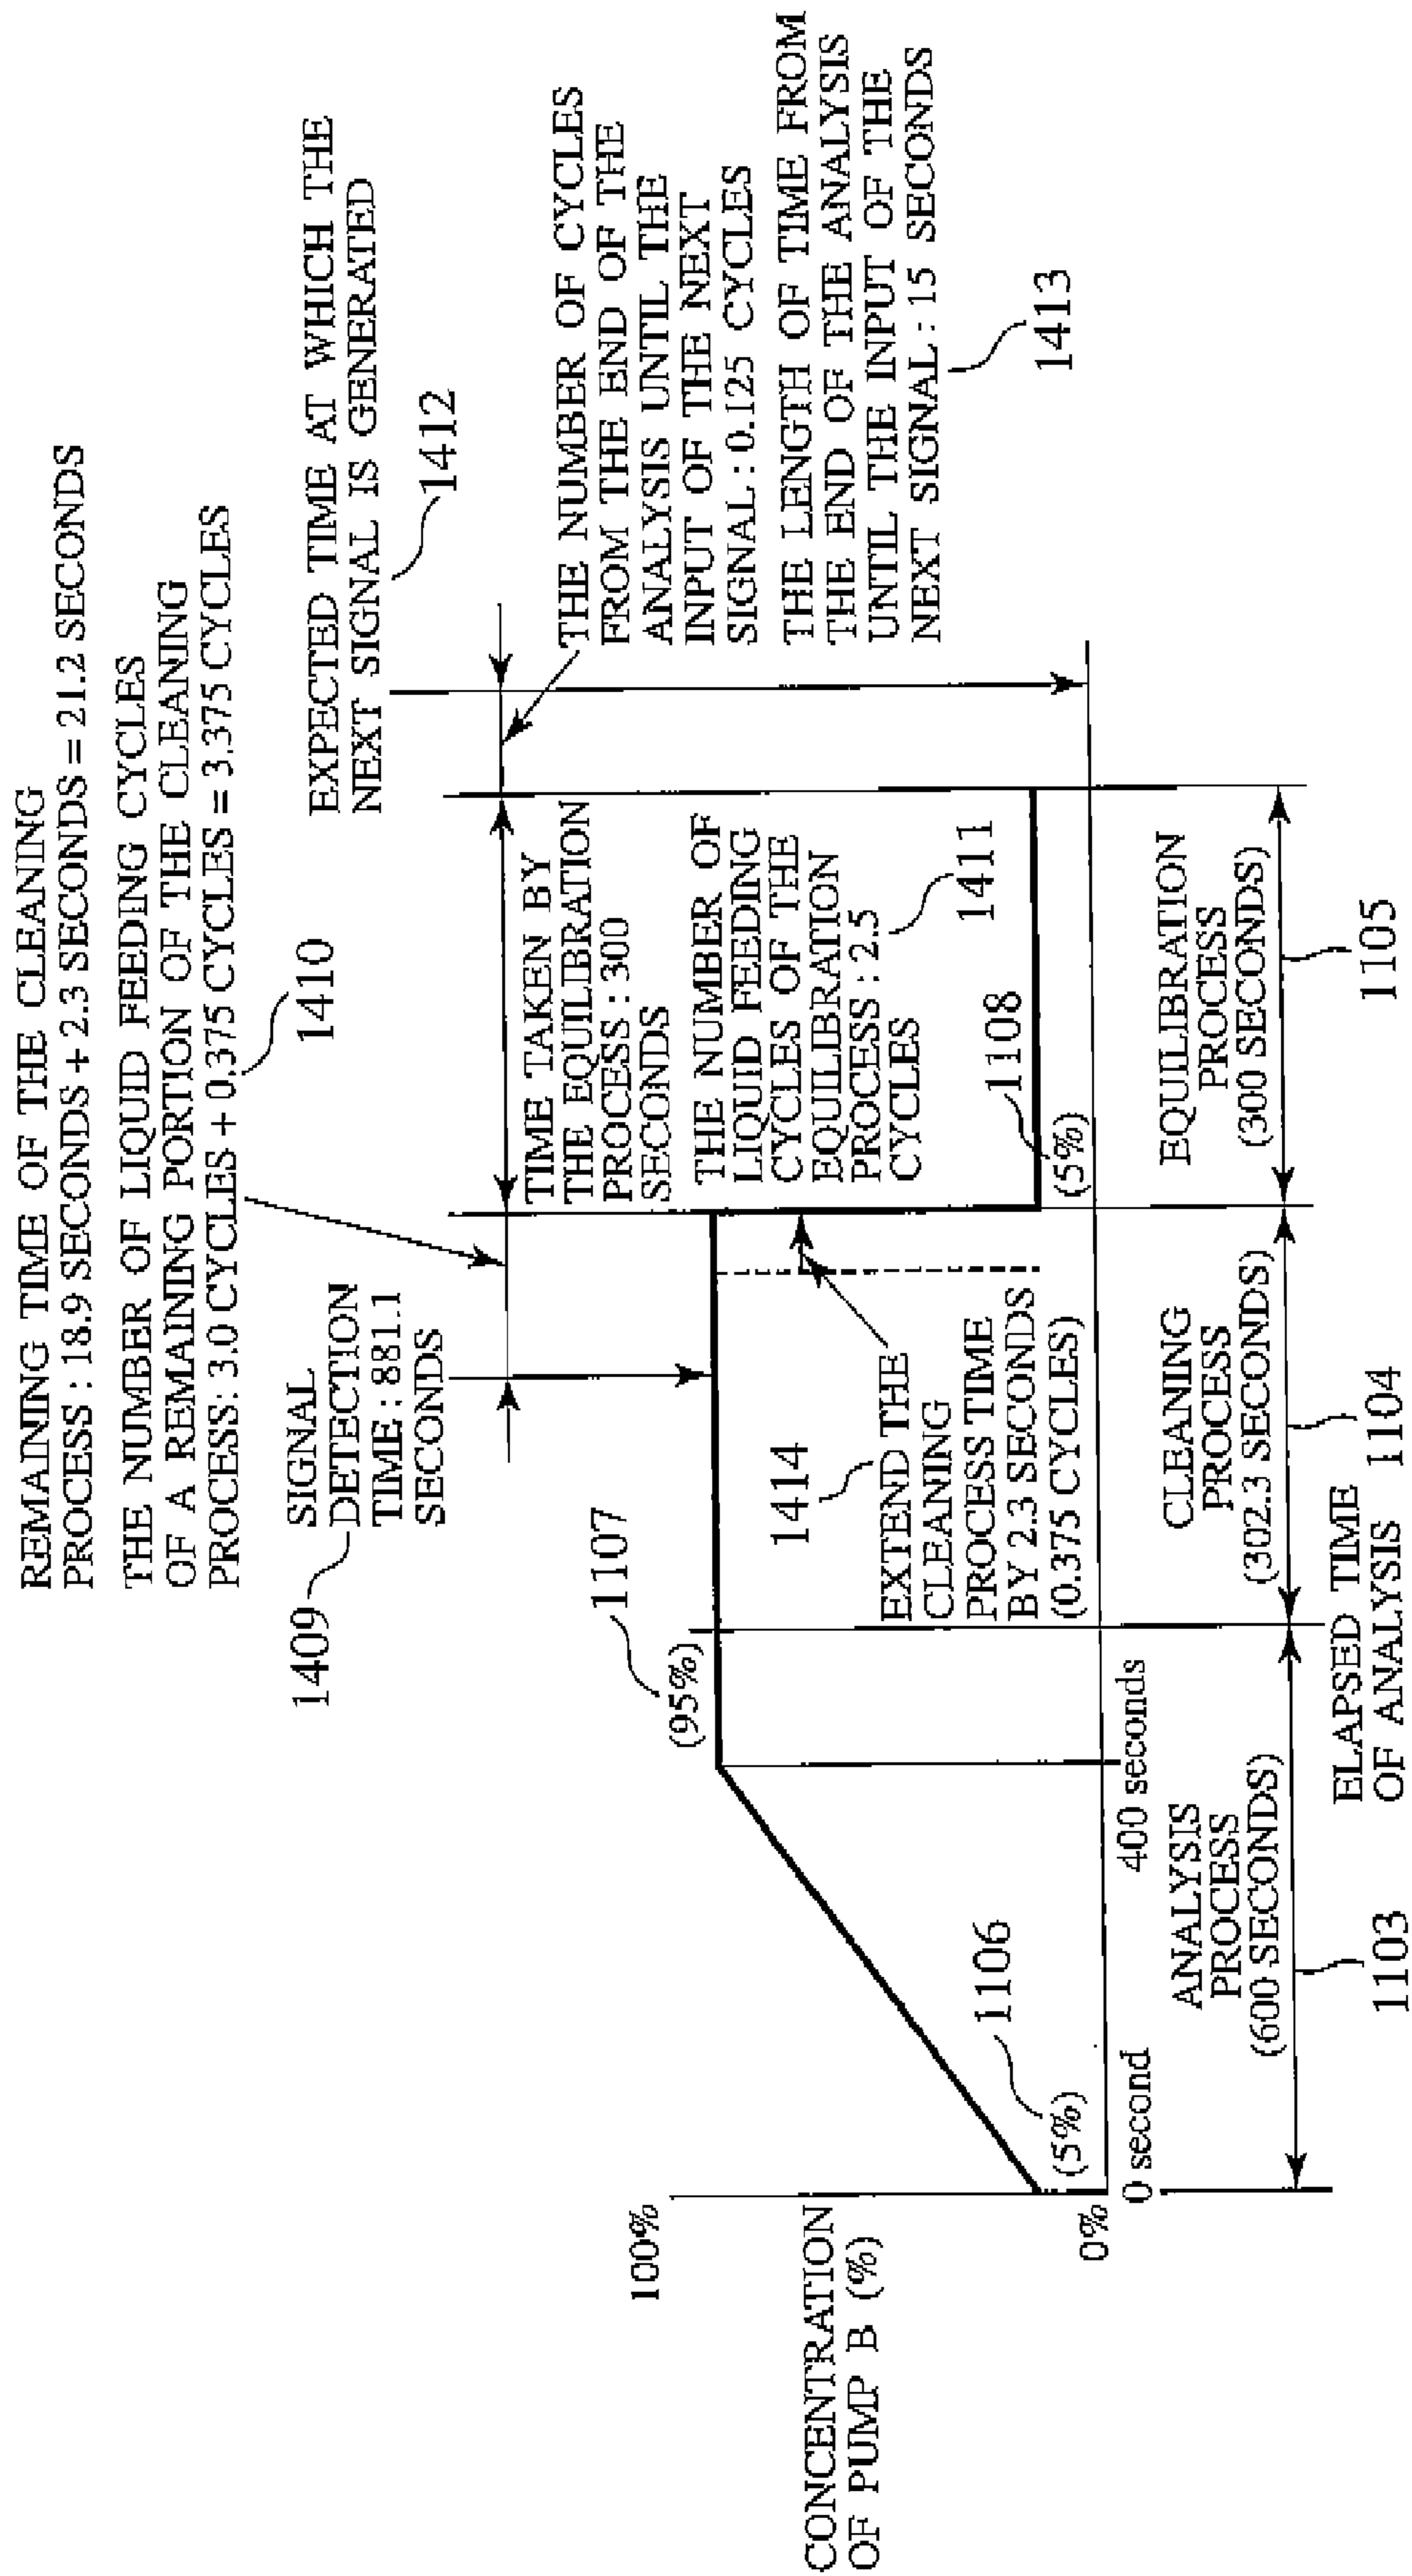 REMAINING TIME OF THE CLEANING
PROCESS : 18.9 SECONDS + 2.3 SECONDS = 21.2 SECONDS
THE NUMBER OF LIQUID FEEDING CYCLES
OF A REMAINING PORTION OF THE CLEANING
PROCESS: 3.0 CYCLES + 0.375 CYCLES = 3.375 CYCLES
1410
1409
SIGNAL
DETECTION
TIME : 881.1
SECONDS
EXPECTED TIME AT WHICH THE
NEXT SIGNAL IS GENERATED
1412
TIME TAKEN BY
THE EQUILIBRATION
PROCESS : 300
SECONDS
THE NUMBER OF
LIQUID FEEDING
CYCLES OF THE
EQUILIBRATION
PROCESS : 2.5
CYCLES
1411
THE NUMBER OF CYCLES
FROM THE END OF THE
ANALYSIS UNTIL THE
INPUT OF THE NEXT
SIGNAL : 0.125 CYCLES
THE LENGTH OF TIME FROM
THE END OF THE ANALYSIS
UNTIL THE INPUT OF THE
NEXT SIGNAL : 15 SECONDS
1413
100%
CONCENTRATION
OF PUMP B (%)
0%
1107
(95%)
1414
EXTEND THE
CLEANING
PROCESS TIME
BY 2.3 SECONDS
(0.375 CYCLES)
1106
(5%)
1108
(5%)
0 second
400 seconds
ANALYSIS
PROCESS
(600 SECONDS)
1103
CLEANING
PROCESS
(302.3 SECONDS)
1104
EQUILIBRATION
PROCESS
(300 SECONDS)
1105
ELAPSED TIME
OF ANALYSIS